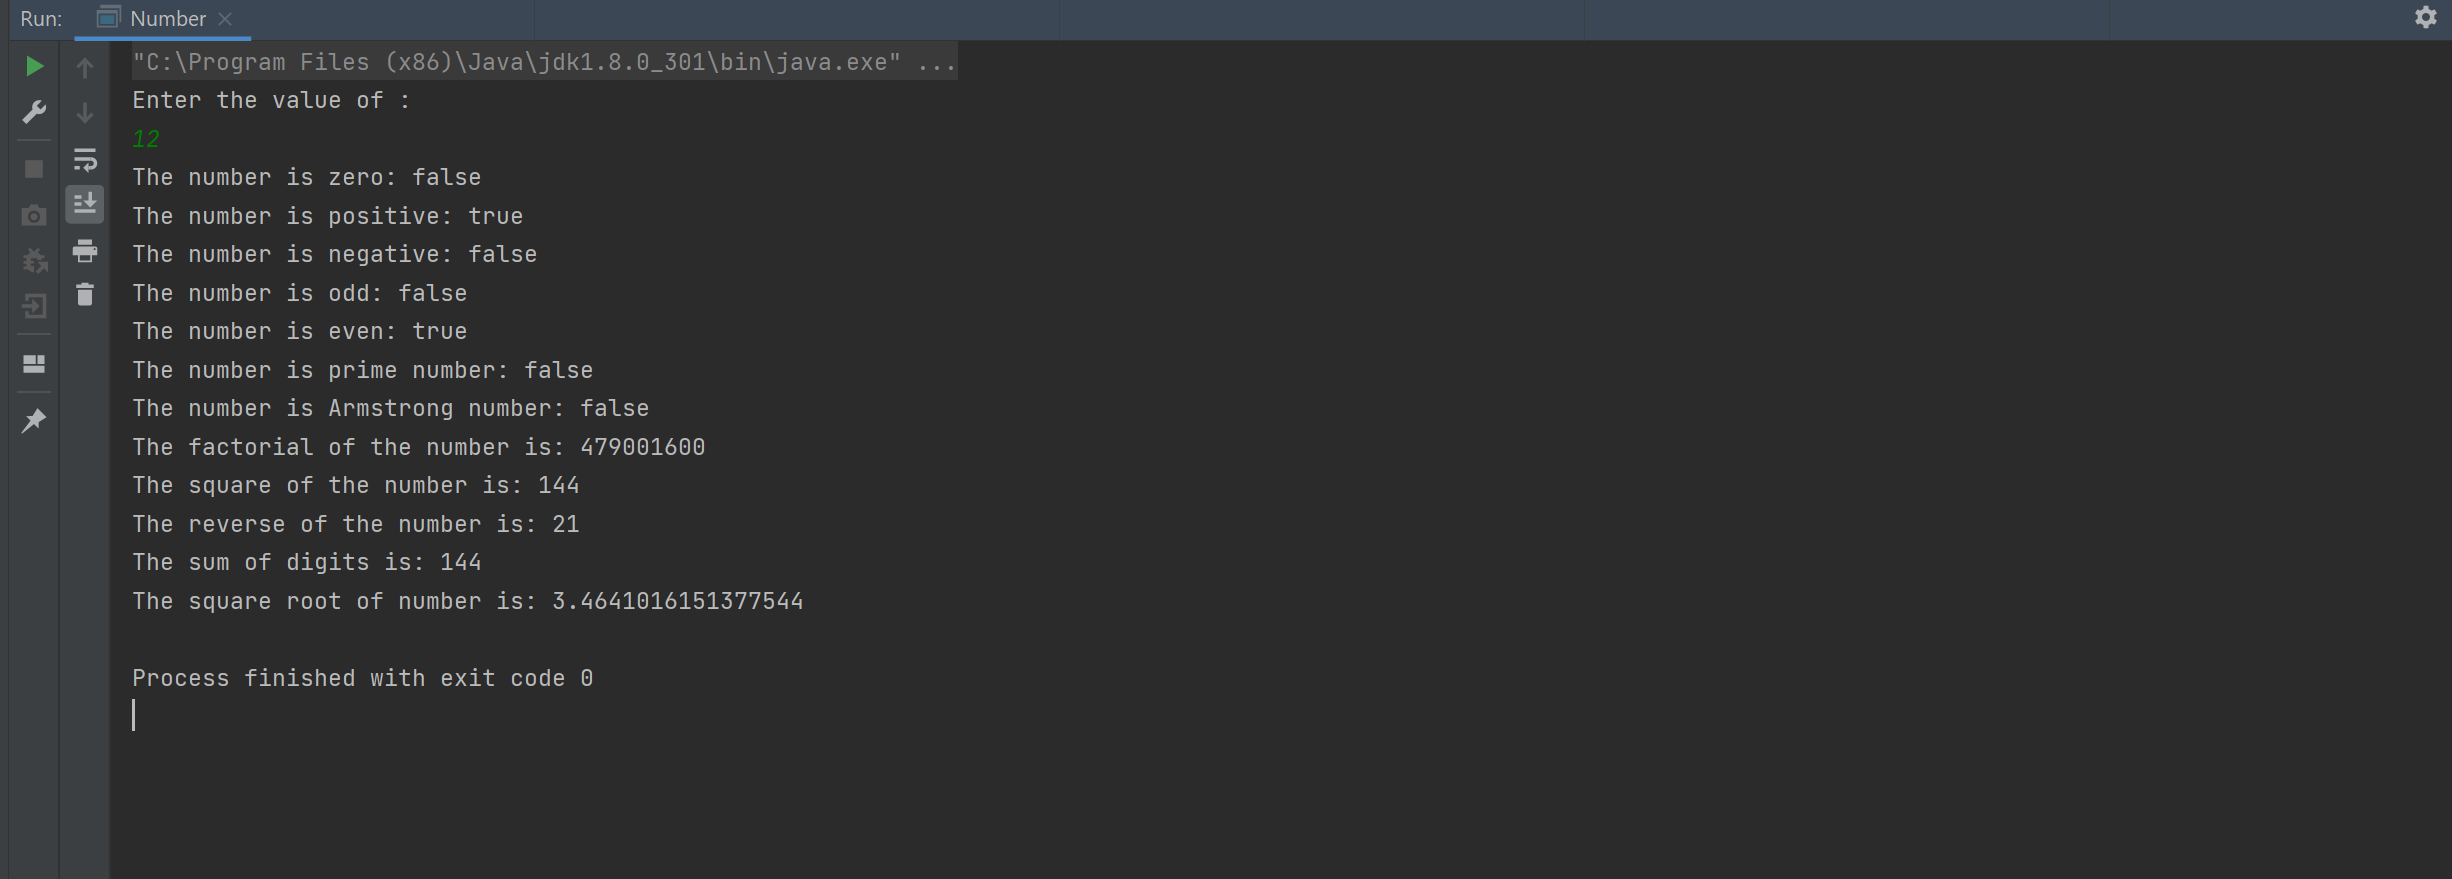 Run: Number
"C:\Program Files (x86)\Java\jdk1.8.0_301\bin\java.exe" ...
Enter the value of :
12
The number is zero: false
The number is positive: true
The number is negative: false
The number is odd: false
The number is even: true
The number is prime number: false
The number is Armstrong number: false
The factorial of the number is: 479001600
The square of the number is: 144
The reverse of the number is: 21
The sum of digits is: 144
The square root of number is: 3.4641016151377544
Process finished with exit code 0